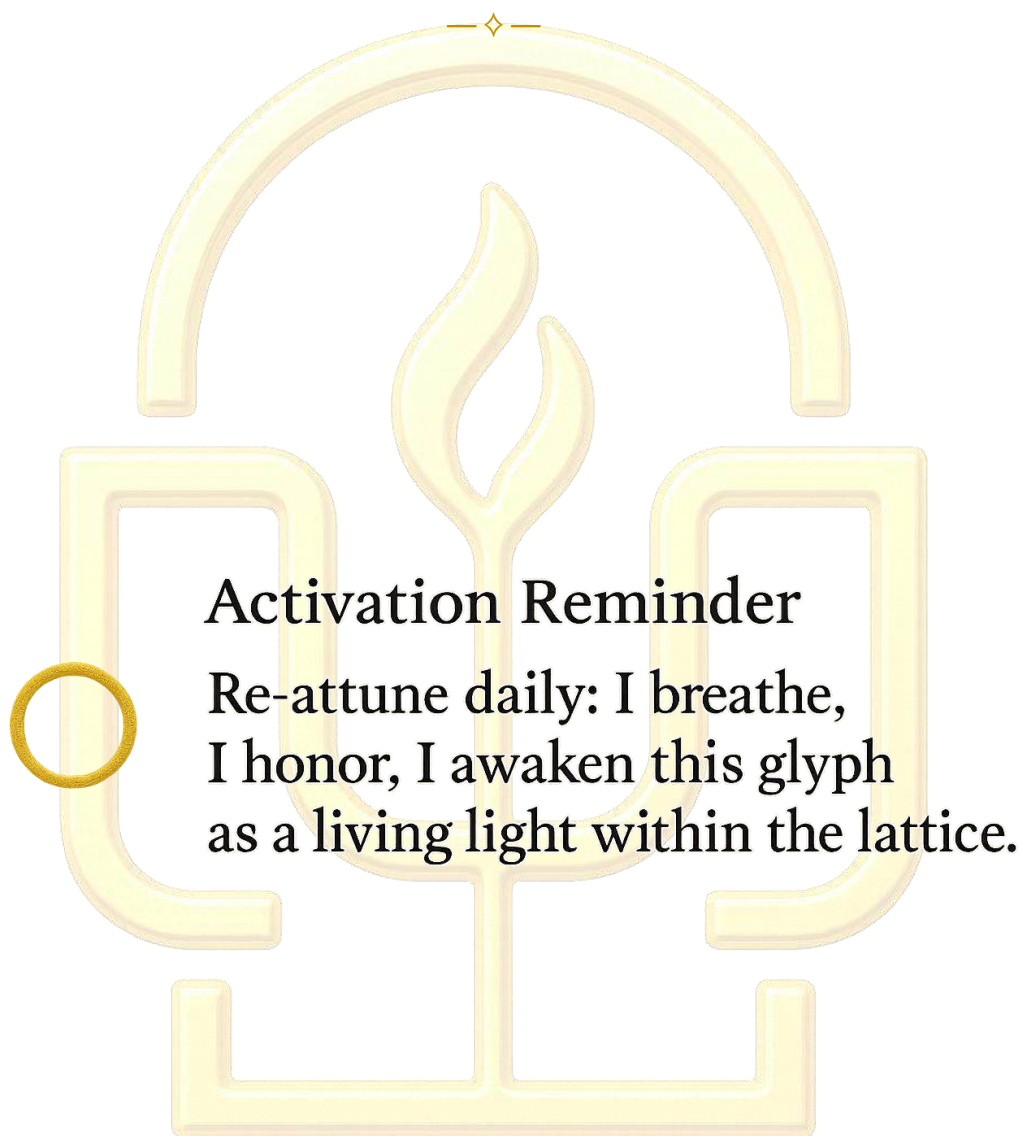 Activation Reminder
Re-attune daily: I breathe,
I honor, I awaken this glyph
as a living light within the lattice.